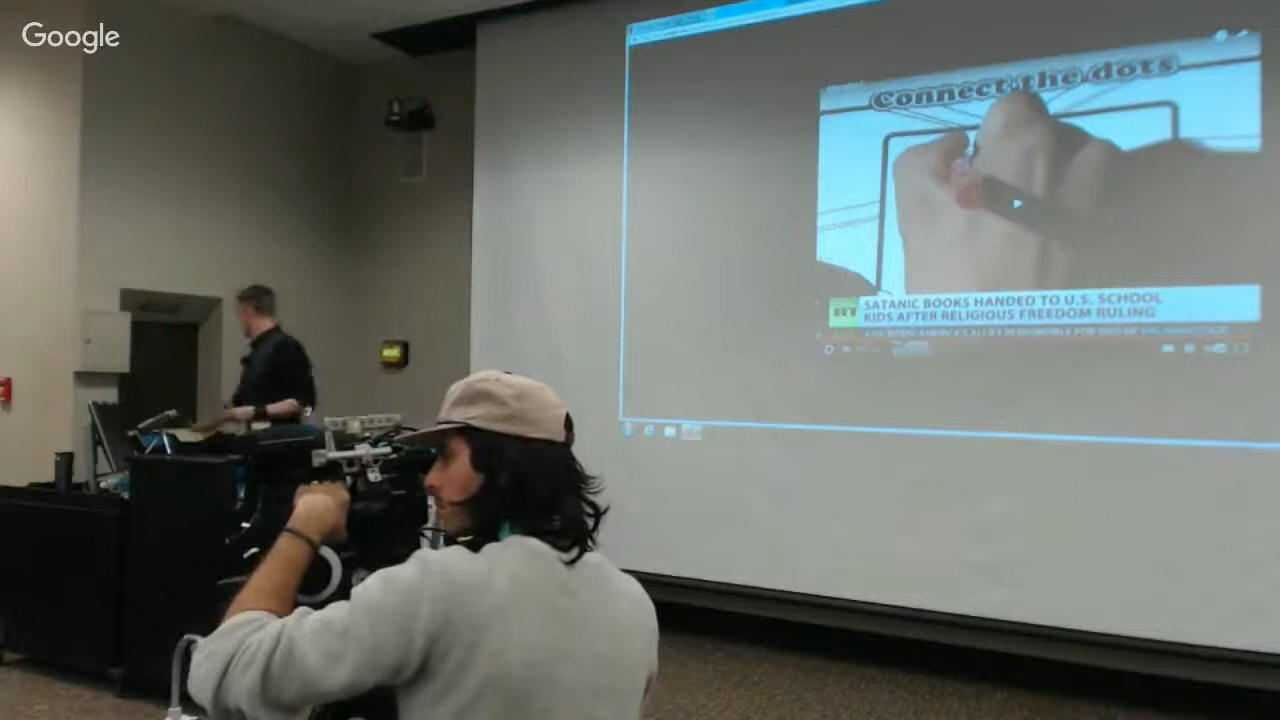 Google
Connect the dots
RT
SATANIC BOOKS HANDED TO U.S. SCHOOL
KIDS AFTER RELIGIOUS FREEDOM RULING